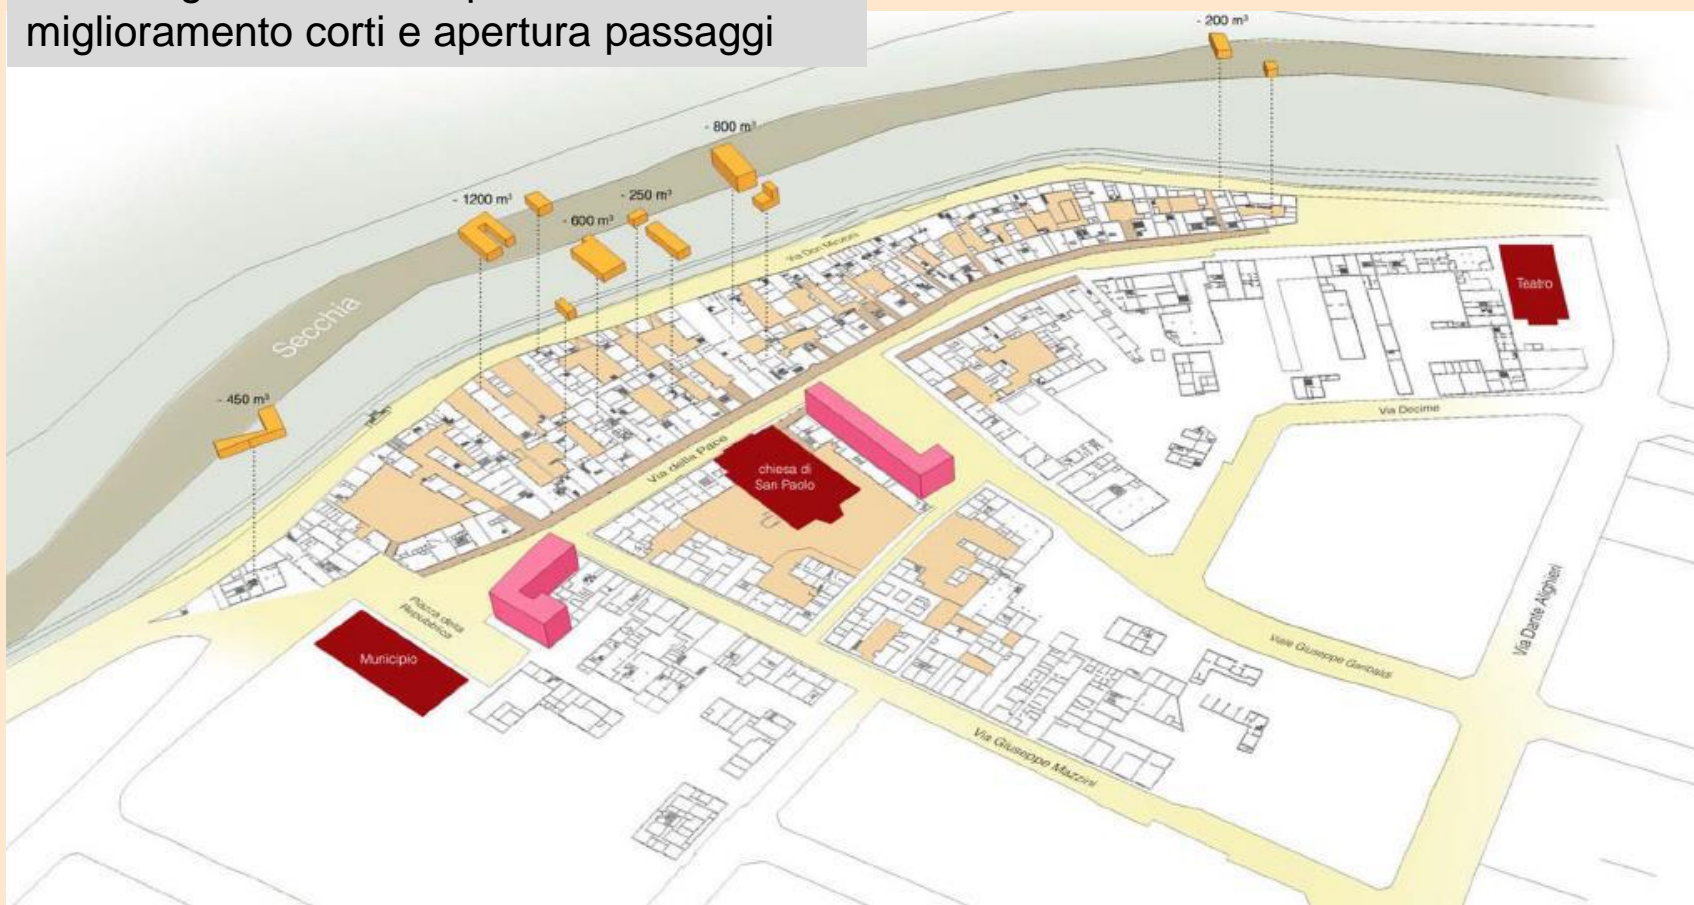 miglioramento corti e apertura passaggi
- 200 m³
- 800 m³
- 1200 m³
- 250 m³
- 600 m³
- 450 m³
Secchia
Via Don
Teatro
Via Decime
Via della Pace
chiesa di
San Paolo
Piazza della
Repubblica
Municipio
Viale Giuseppe Garibaldi
Via Dante Alighieri
Via Giuseppe Mazzini